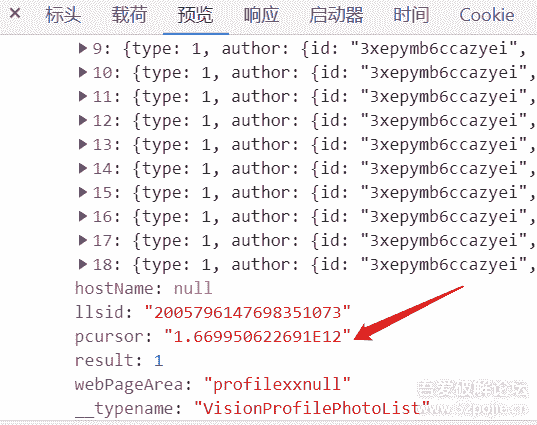 × 标头 载荷 预览 响应 启动器 时间 Cookie
▶ 9: {type: 1, author: {id: "3xepymb6ccazyei",
▶ 10: {type: 1, author: {id: "3xepymb6ccazyei",
▶ 11: {type: 1, author: {id: "3xepymb6ccazyei",
▶ 12: {type: 1, author: {id: "3xepymb6ccazyei",
▶ 13: {type: 1, author: {id: "3xepymb6ccazyei",
▶ 14: {type: 1, author: {id: "3xepymb6ccazyei",
▶ 15: {type: 1, author: {id: "3xepymb6ccazyei",
▶ 16: {type: 1, author: {id: "3xepymb6ccazyei",
▶ 17: {type: 1, author: {id: "3xepymb6ccazyei",
▶ 18: {type: 1, author: {id: "3xepymb6ccazyei",
hostName: null
llsid: "2005796147698351073"
pcursor: "1.669950622691E12"
result: 1
webPageArea: "profilexxnull"
__typename: "VisionProfilePhotoList"
吾爱破解论坛
www.52pojie.cn